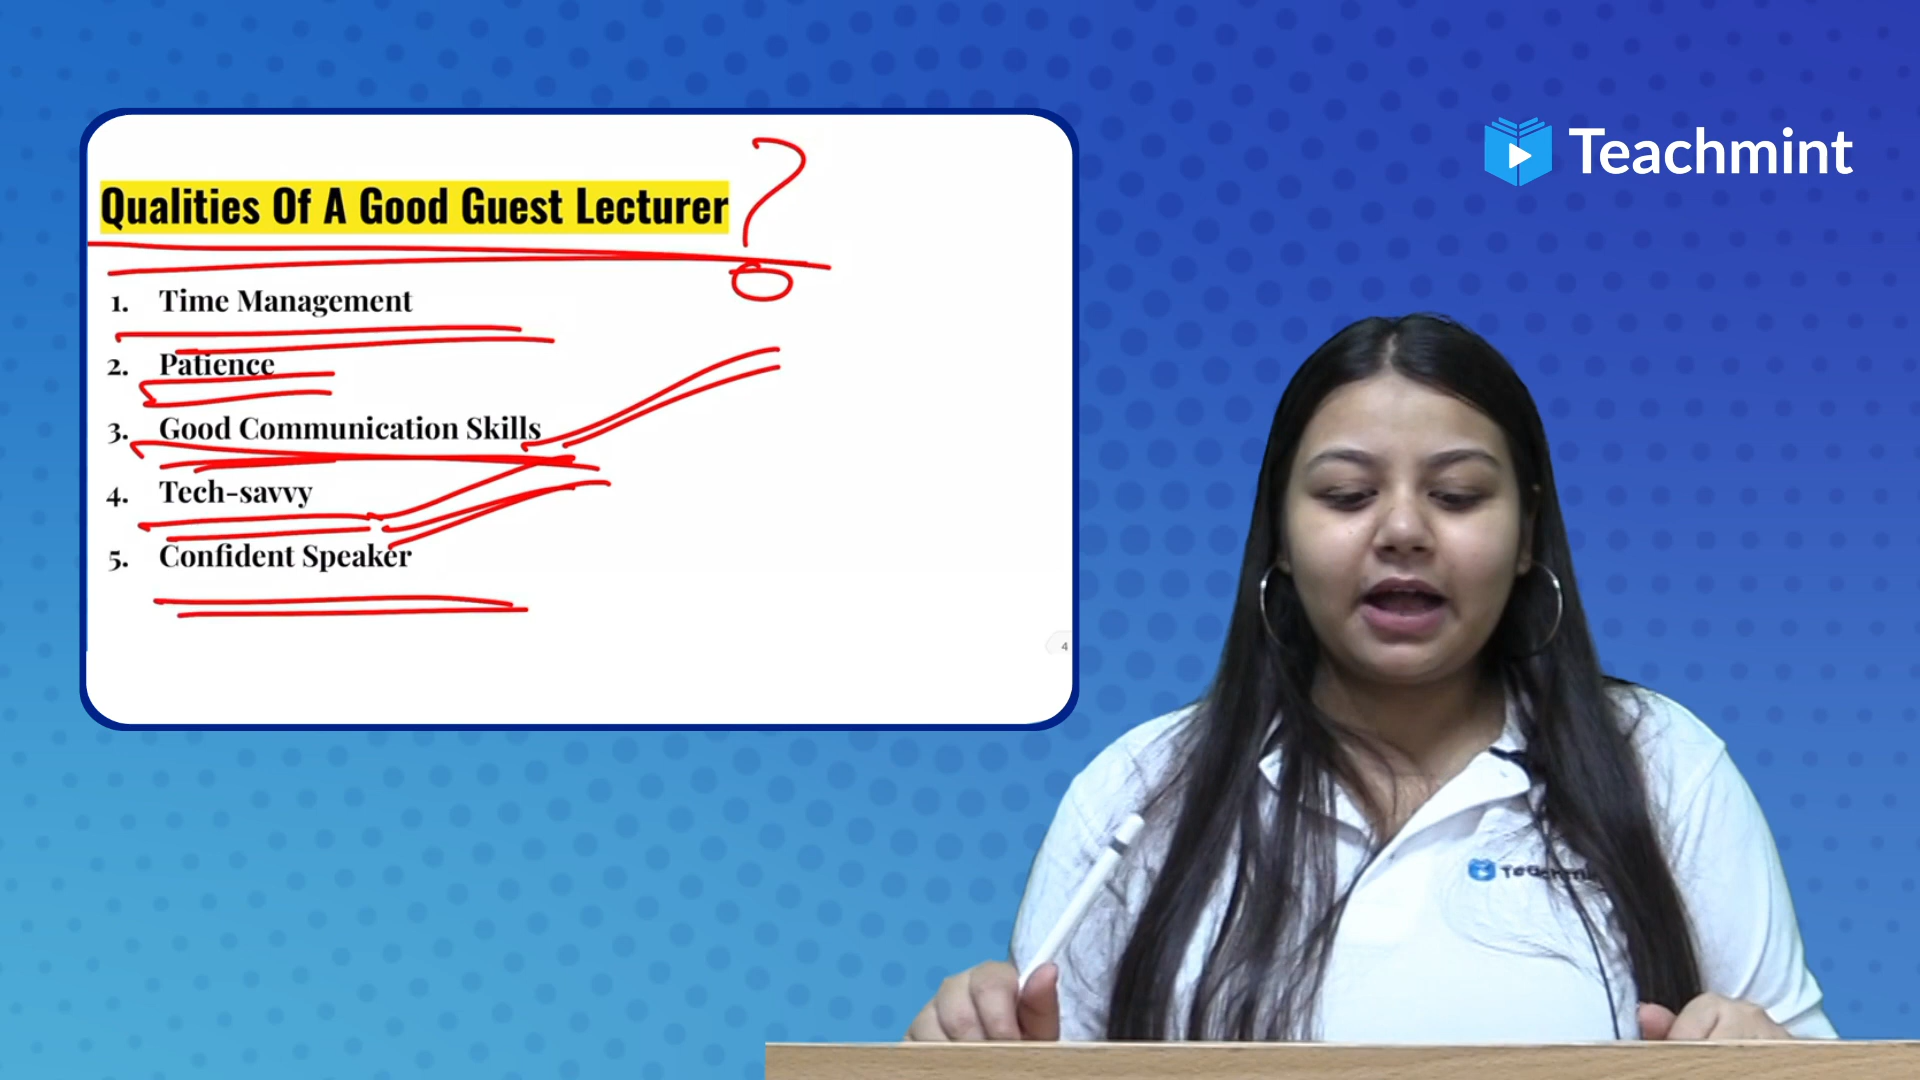 Qualities Of A Good Guest Lecturer?
1. Time Management
2. Patience
3. Good Communication Skills
4. Tech-savvy
5. Confident Speaker
4
Teachmint